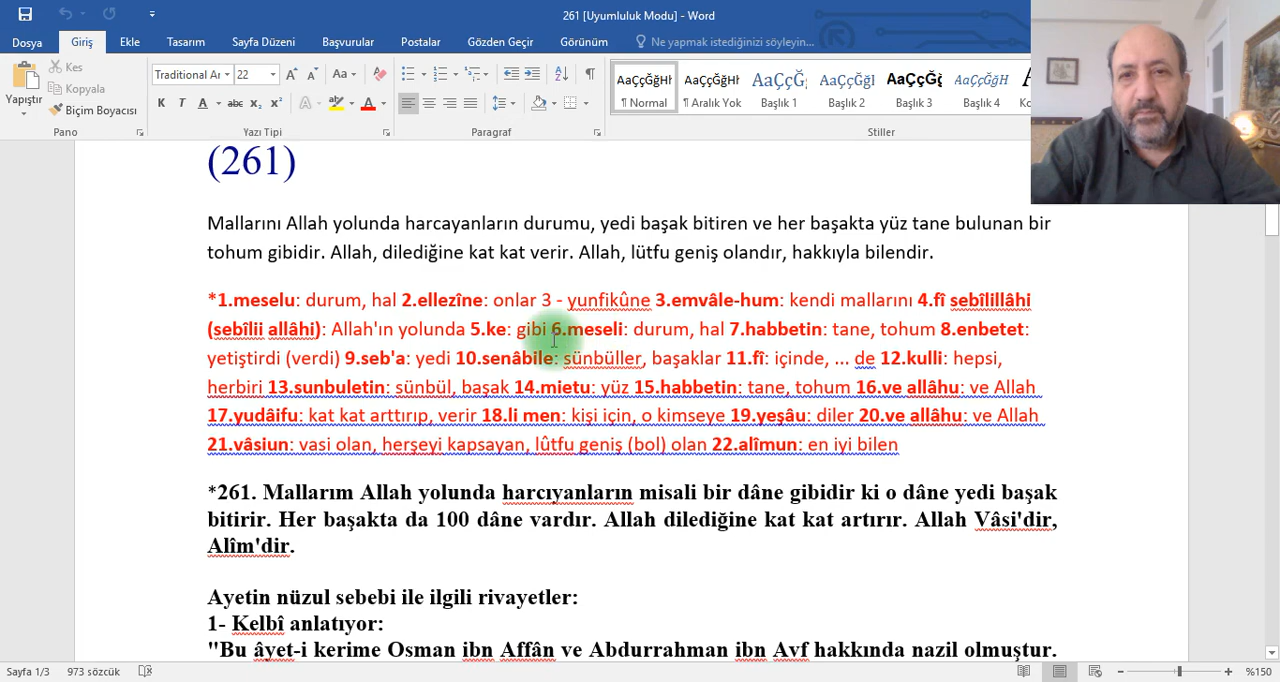 261 [Uyumluluk Modu] - Word
Dosya Giriş Ekle Tasarım Sayfa Düzeni Başvurular Postalar Gözden Geçir Görünüm Ne yapmak istediğinizi söyleyin...
Yapıştır
Kes
Kopyala
Biçim Boyacısı
Traditional Ar 22
AaÇçĞğHł AaÇçĞğHł AaÇçĞ AaÇçĞğI AaÇçĞğ AaÇçĞğH
¶ Normal ¶ Aralık Yok Başlık 1 Başlık 2 Başlık 3 Başlık 4
Pano Yazı Tipi Paragraf Stiller
(261)
Mallarını Allah yolunda harcayanların durumu, yedi başak bitiren ve her başakta yüz tane bulunan bir
tohum gibidir. Allah, dilediğine kat kat verir. Allah, lütfu geniş olandır, hakkıyla bilendir.
*1.meselu: durum, hal 2.ellezîne: onlar 3 - yunfikûne 3.emvâle-hum: kendi mallarını 4.fî sebîlillâhi
(sebîlii allâhi): Allah'ın yolunda 5.ke: gibi 6.meseli: durum, hal 7.habbetin: tane, tohum 8.enbetet:
yetiştirdi (verdi) 9.seb'a: yedi 10.senâbile: sünbüller, başaklar 11.fî: içinde, ... de 12.kulli: hepsi,
herbiri 13.sunbuletin: sünbül, başak 14.mietu: yüz 15.habbetin: tane, tohum 16.ve allâhu: ve Allah
17.yudâifu: kat kat arttırıp, verir 18.li men: kişi için, o kimseye 19.yeşâu: diler 20.ve allâhu: ve Allah
21.vâsiun: vasi olan, herşeyi kapsayan, lûtfu geniş (bol) olan 22.alîmun: en iyi bilen
*261. Mallarım Allah yolunda harcıyanların misali bir dâne gibidir ki o dâne yedi başak
bitirir. Her başakta da 100 dâne vardır. Allah dilediğine kat kat artırır. Allah Vâsi'dir,
Alîm'dir.
Ayetin nüzul sebebi ile ilgili rivayetler:
1- Kelbî anlatıyor:
"Bu âyet-i kerime Osman ibn Affân ve Abdurrahman ibn Avf hakkında nazil olmuştur.
Sayfa 1/3 973 sözcük %150